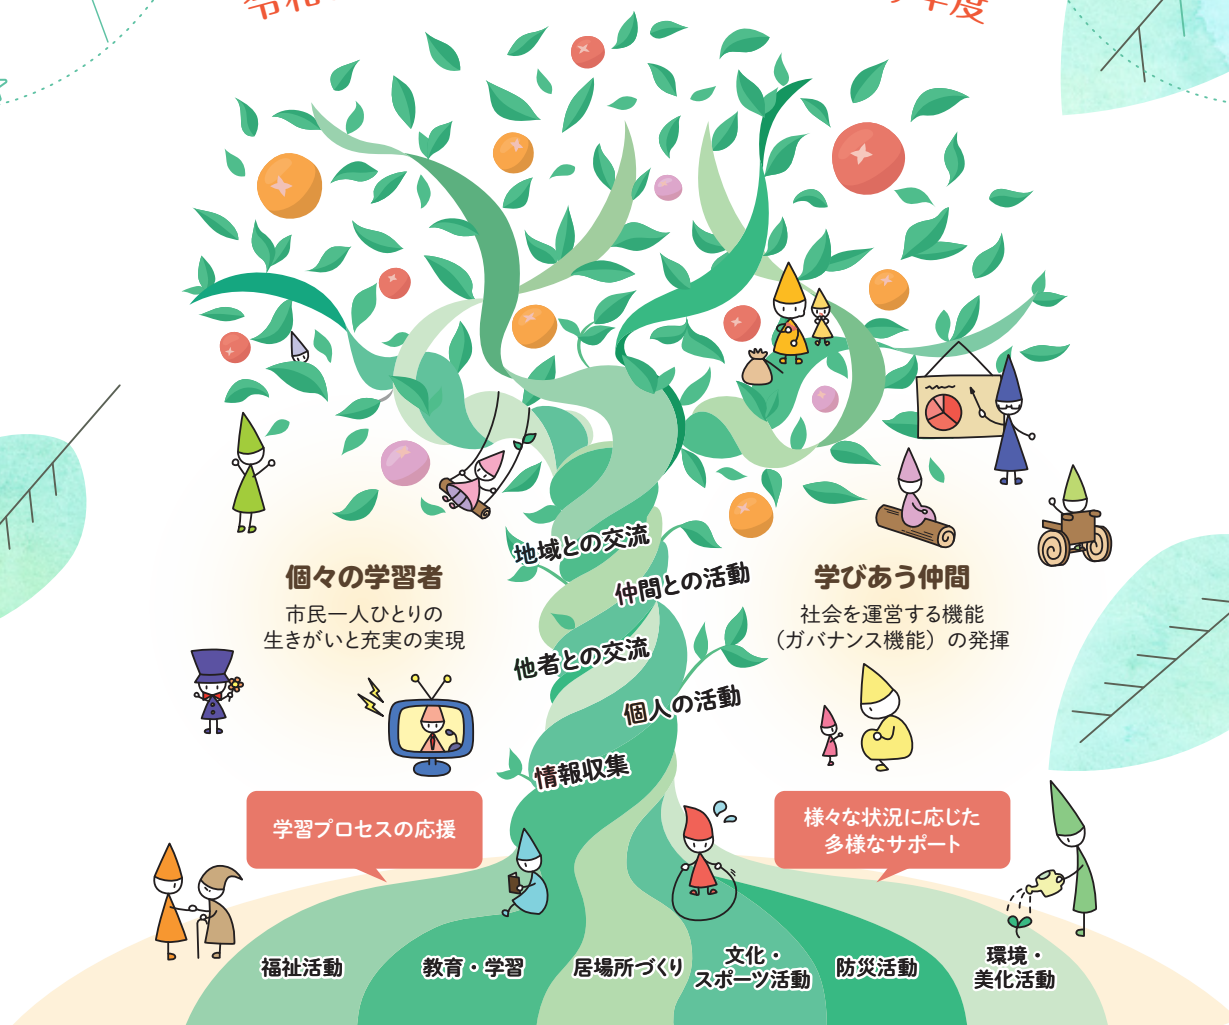 令和
年度
地域との交流
仲間との活動
個々の学習者
市民一人ひとりの
生きがいと充実の実現
学びあう仲間
社会を運営する機能
（ガバナンス機能）の発揮
他者との交流
個人の活動
情報収集
学習プロセスの応援
様々な状況に応じた
多様なサポート
福祉活動
教育・学習
居場所づくり
文化・
スポーツ活動
防災活動
環境・
美化活動